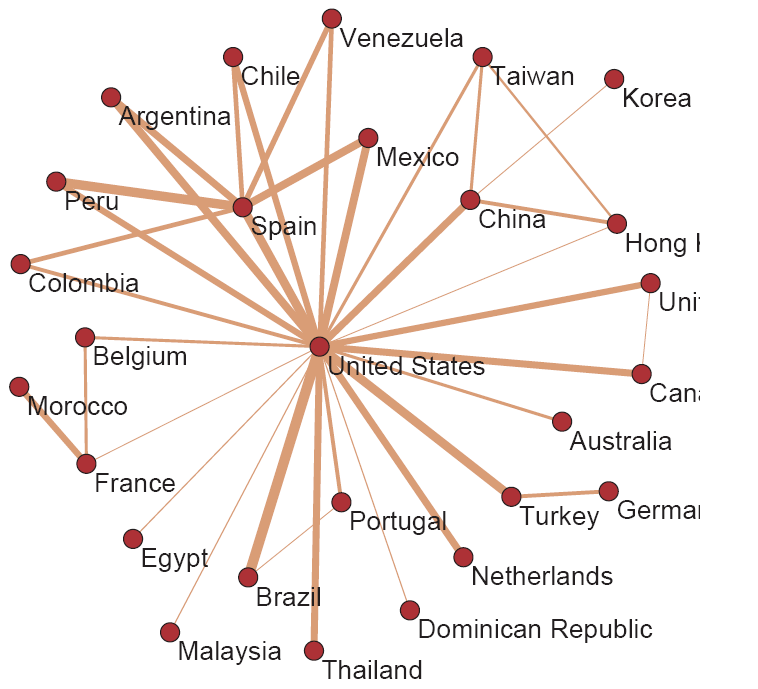 Venezuela
Chile
Taiwan
Korea
Argentina
Mexico
Peru
Spain
China
Hong
Colombia
United States
Belgium
Morocco
Australia
France
Portugal
Turkey
Egypt
Netherlands
Brazil
Dominican Republic
Malaysia
Thailand